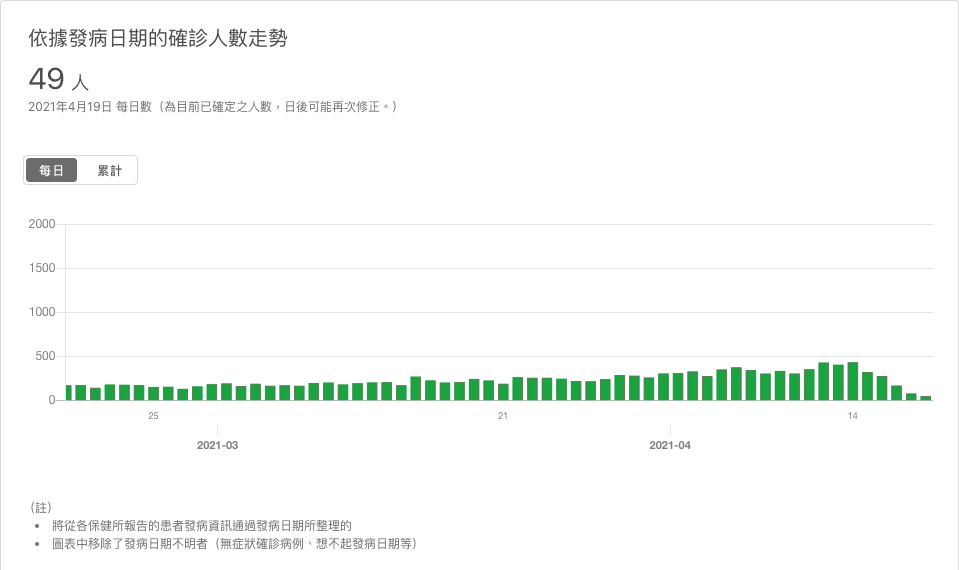 依據發病日期的確診人數走勢
49 人
2021年4月19日 每日數（為目前已確定之人數，日後可能再次修正。）
每日 累計
2000
1500
1000
500
0
25 21 14
2021-03 2021-04
（註）
• 將從各保健所報告的患者發病資訊通過發病日期所整理的
• 圖表中移除了發病日期不明者（無症狀確診病例、想不起發病日期等）